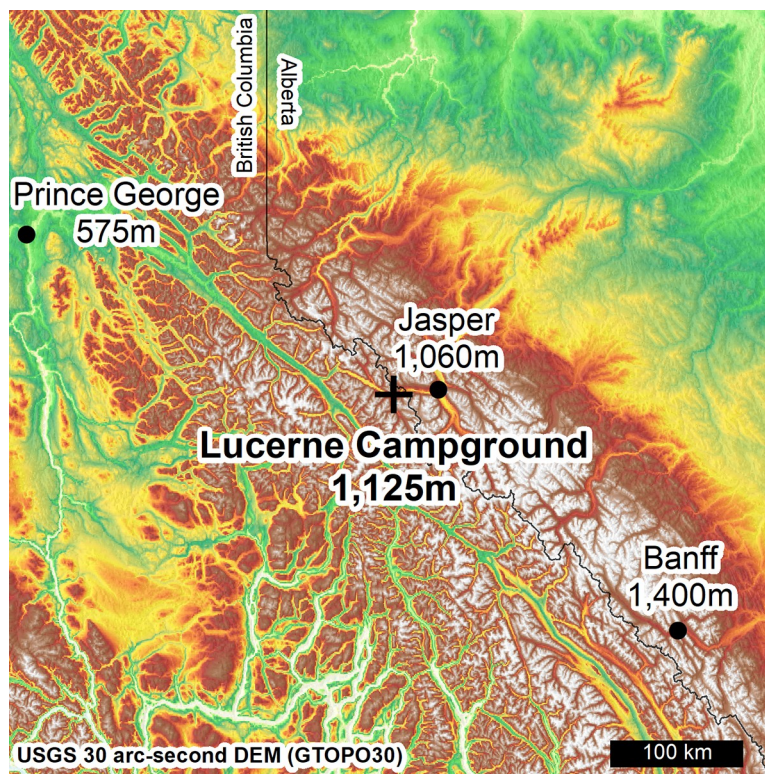 British Columbia
Alberta
Prince George
575m
Jasper
1,060m
Lucerne Campground
1,125m
Banff
1,400m
USGS 30 arc-second DEM (GTOPO30)
100 km